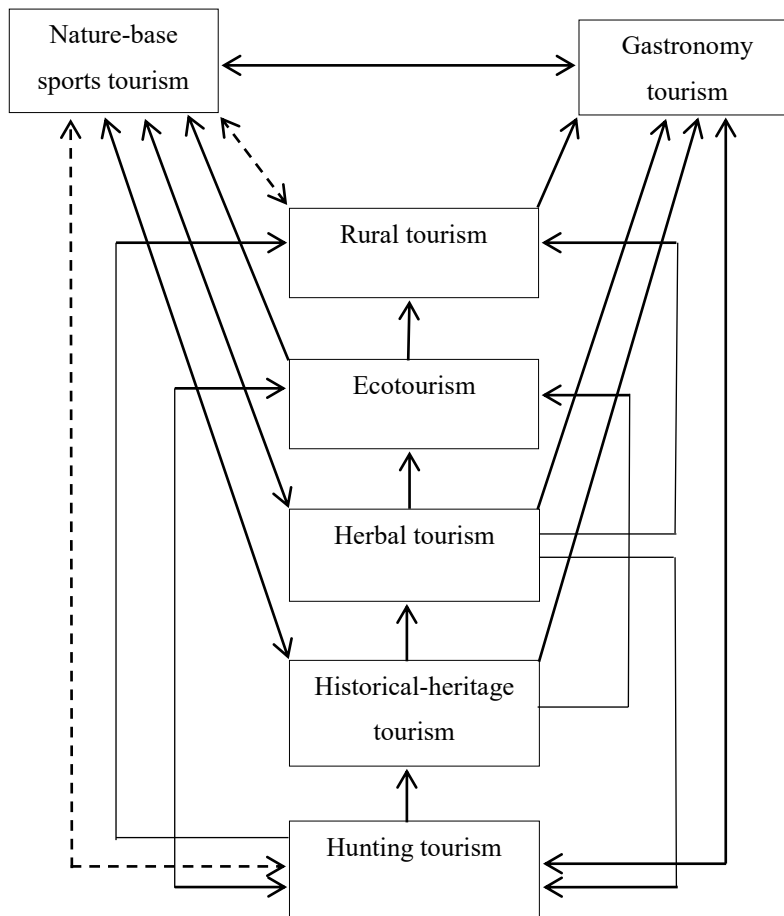 Nature-base
sports tourism
Gastronomy
tourism
Rural tourism
Ecotourism
Herbal tourism
Historical-heritage
tourism
Hunting tourism